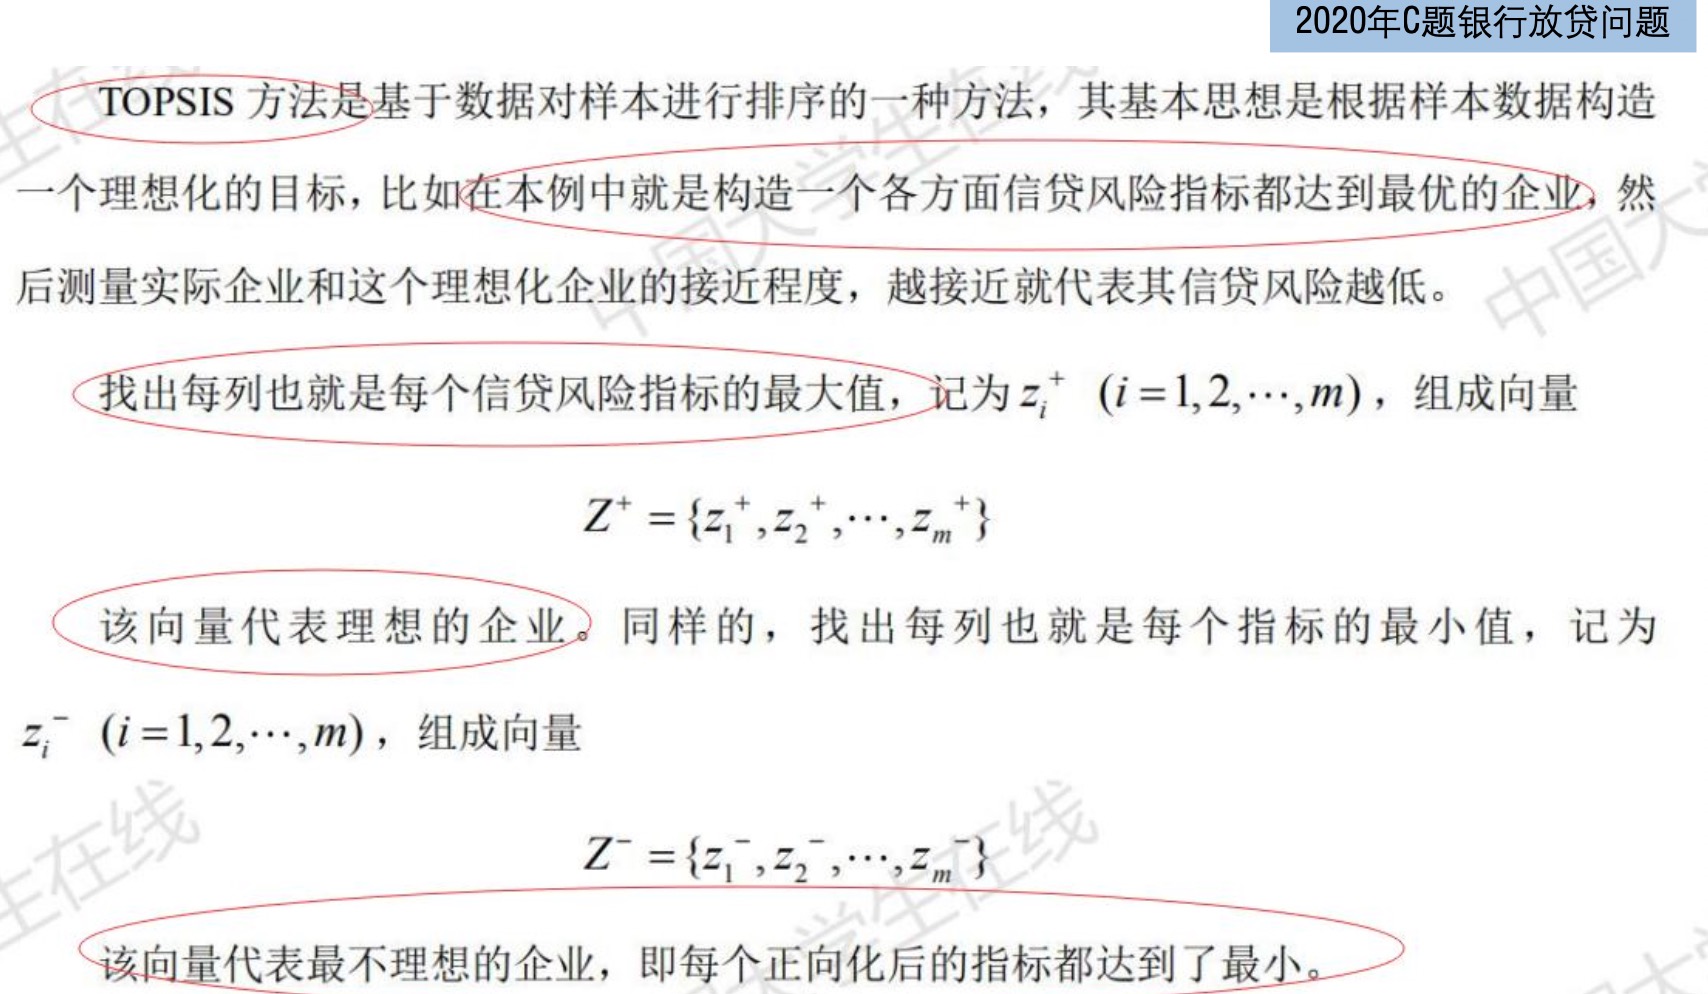 2020年C题银行放贷问题
TOPSIS 方法是基于数据对样本进行排序的一种方法，其基本思想是根据样本数据构造
一个理想化的目标，比如在本例中就是构造一个各方面信贷风险指标都达到最优的企业，然
后测量实际企业和这个理想化企业的接近程度，越接近就代表其信贷风险越低。
找出每列也就是每个信贷风险指标的最大值，记为 z_i^+ (i=1,2,⋯,m)，组成向量
Z^+ = {z_1^+, z_2^+, ⋯, z_m^+}
该向量代表理想的企业。同样的，找出每列也就是每个指标的最小值，记为
z_i^- (i=1,2,⋯,m)，组成向量
Z^- = {z_1^-, z_2^-, ⋯, z_m^-}
该向量代表最不理想的企业，即每个正向化后的指标都达到了最小。